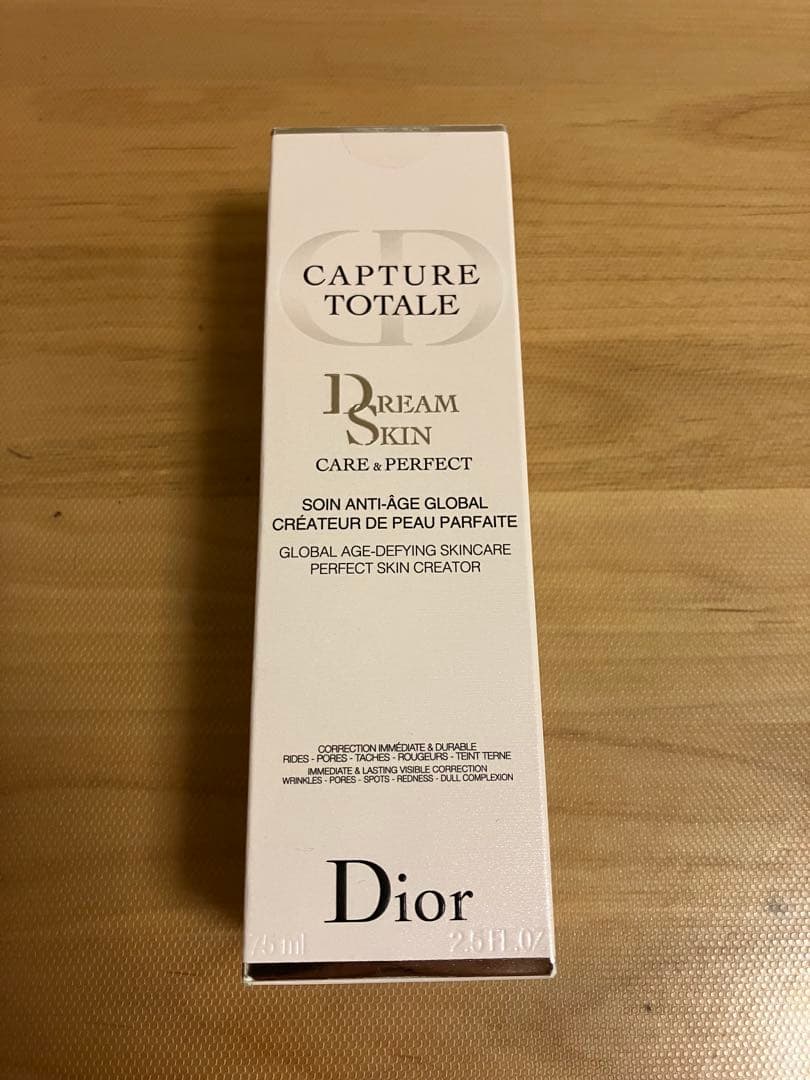 CAPTURE
TOTALE
DREAM
SKIN
CARE & PERFECT
SOIN ANTI-ÂGE GLOBAL
CRÉATEUR DE PEAU PARFAITE
GLOBAL AGE-DEFYING SKINCARE
PERFECT SKIN CREATOR
CORRECTION IMMÉDIATE & DURABLE
RIDES - PORES - TACHES - ROUGEURS - TEINT TERNE
IMMEDIATE & LASTING VISIBLE CORRECTION
WRINKLES - PORES - SPOTS - REDNESS - DULL COMPLEXION
Dior
75 ml 2.5 FL.OZ